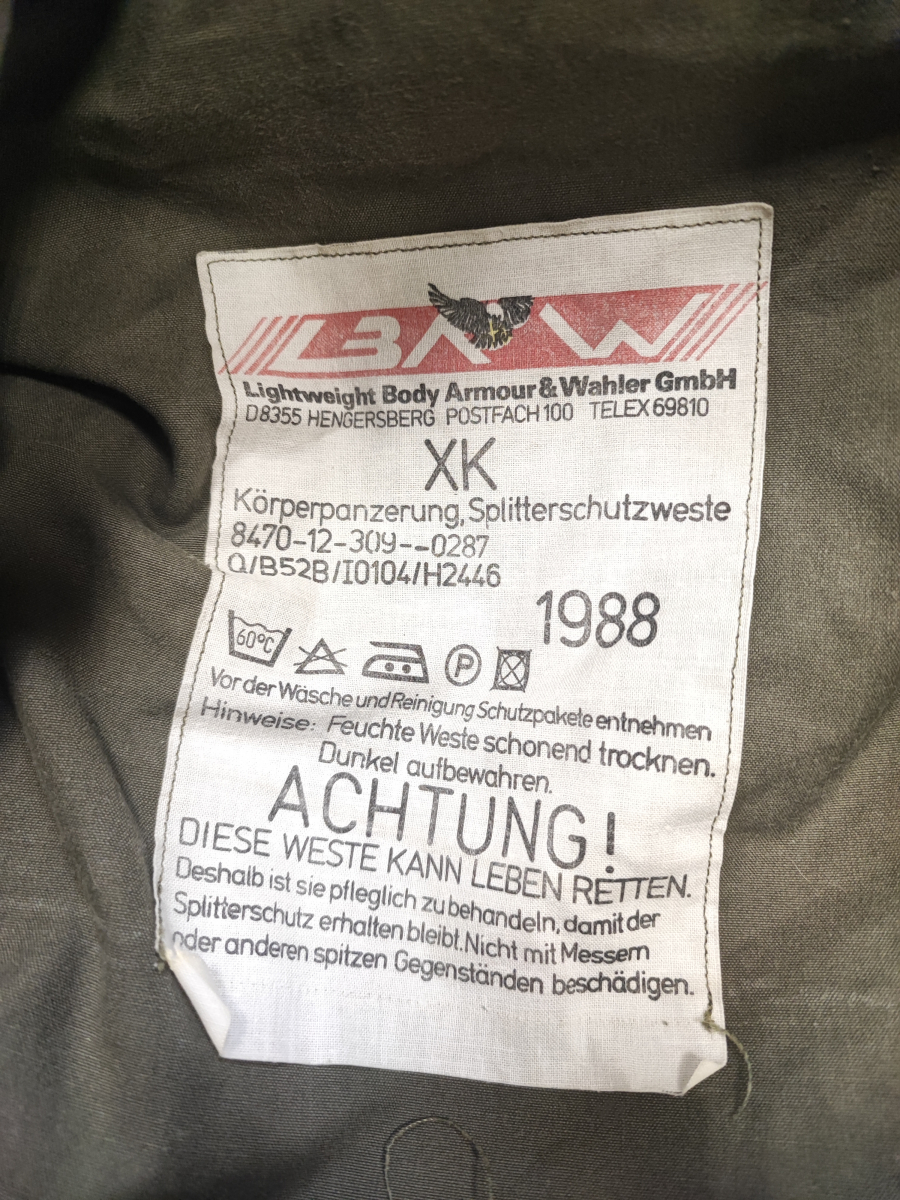 LBA W
Lightweight Body Armour & Wahler GmbH
D8355 HENGERSBERG POSTFACH 100 TELEX 69810
XK
Körperpanzerung, Splitterschutzweste
8470-12-309--0287
Q/B52B/I0104/H2446
1988
60°C P
Vor der Wäsche und Reinigung Schutzpakete entnehmen
Hinweise: Feuchte Weste schonend trocknen.
Dunkel aufbewahren.
ACHTUNG!
DIESE WESTE KANN LEBEN RETTEN.
Deshalb ist sie pfleglich zu behandeln, damit der
Splitterschutz erhalten bleibt. Nicht mit Messern
oder anderen spitzen Gegenständen beschädigen.